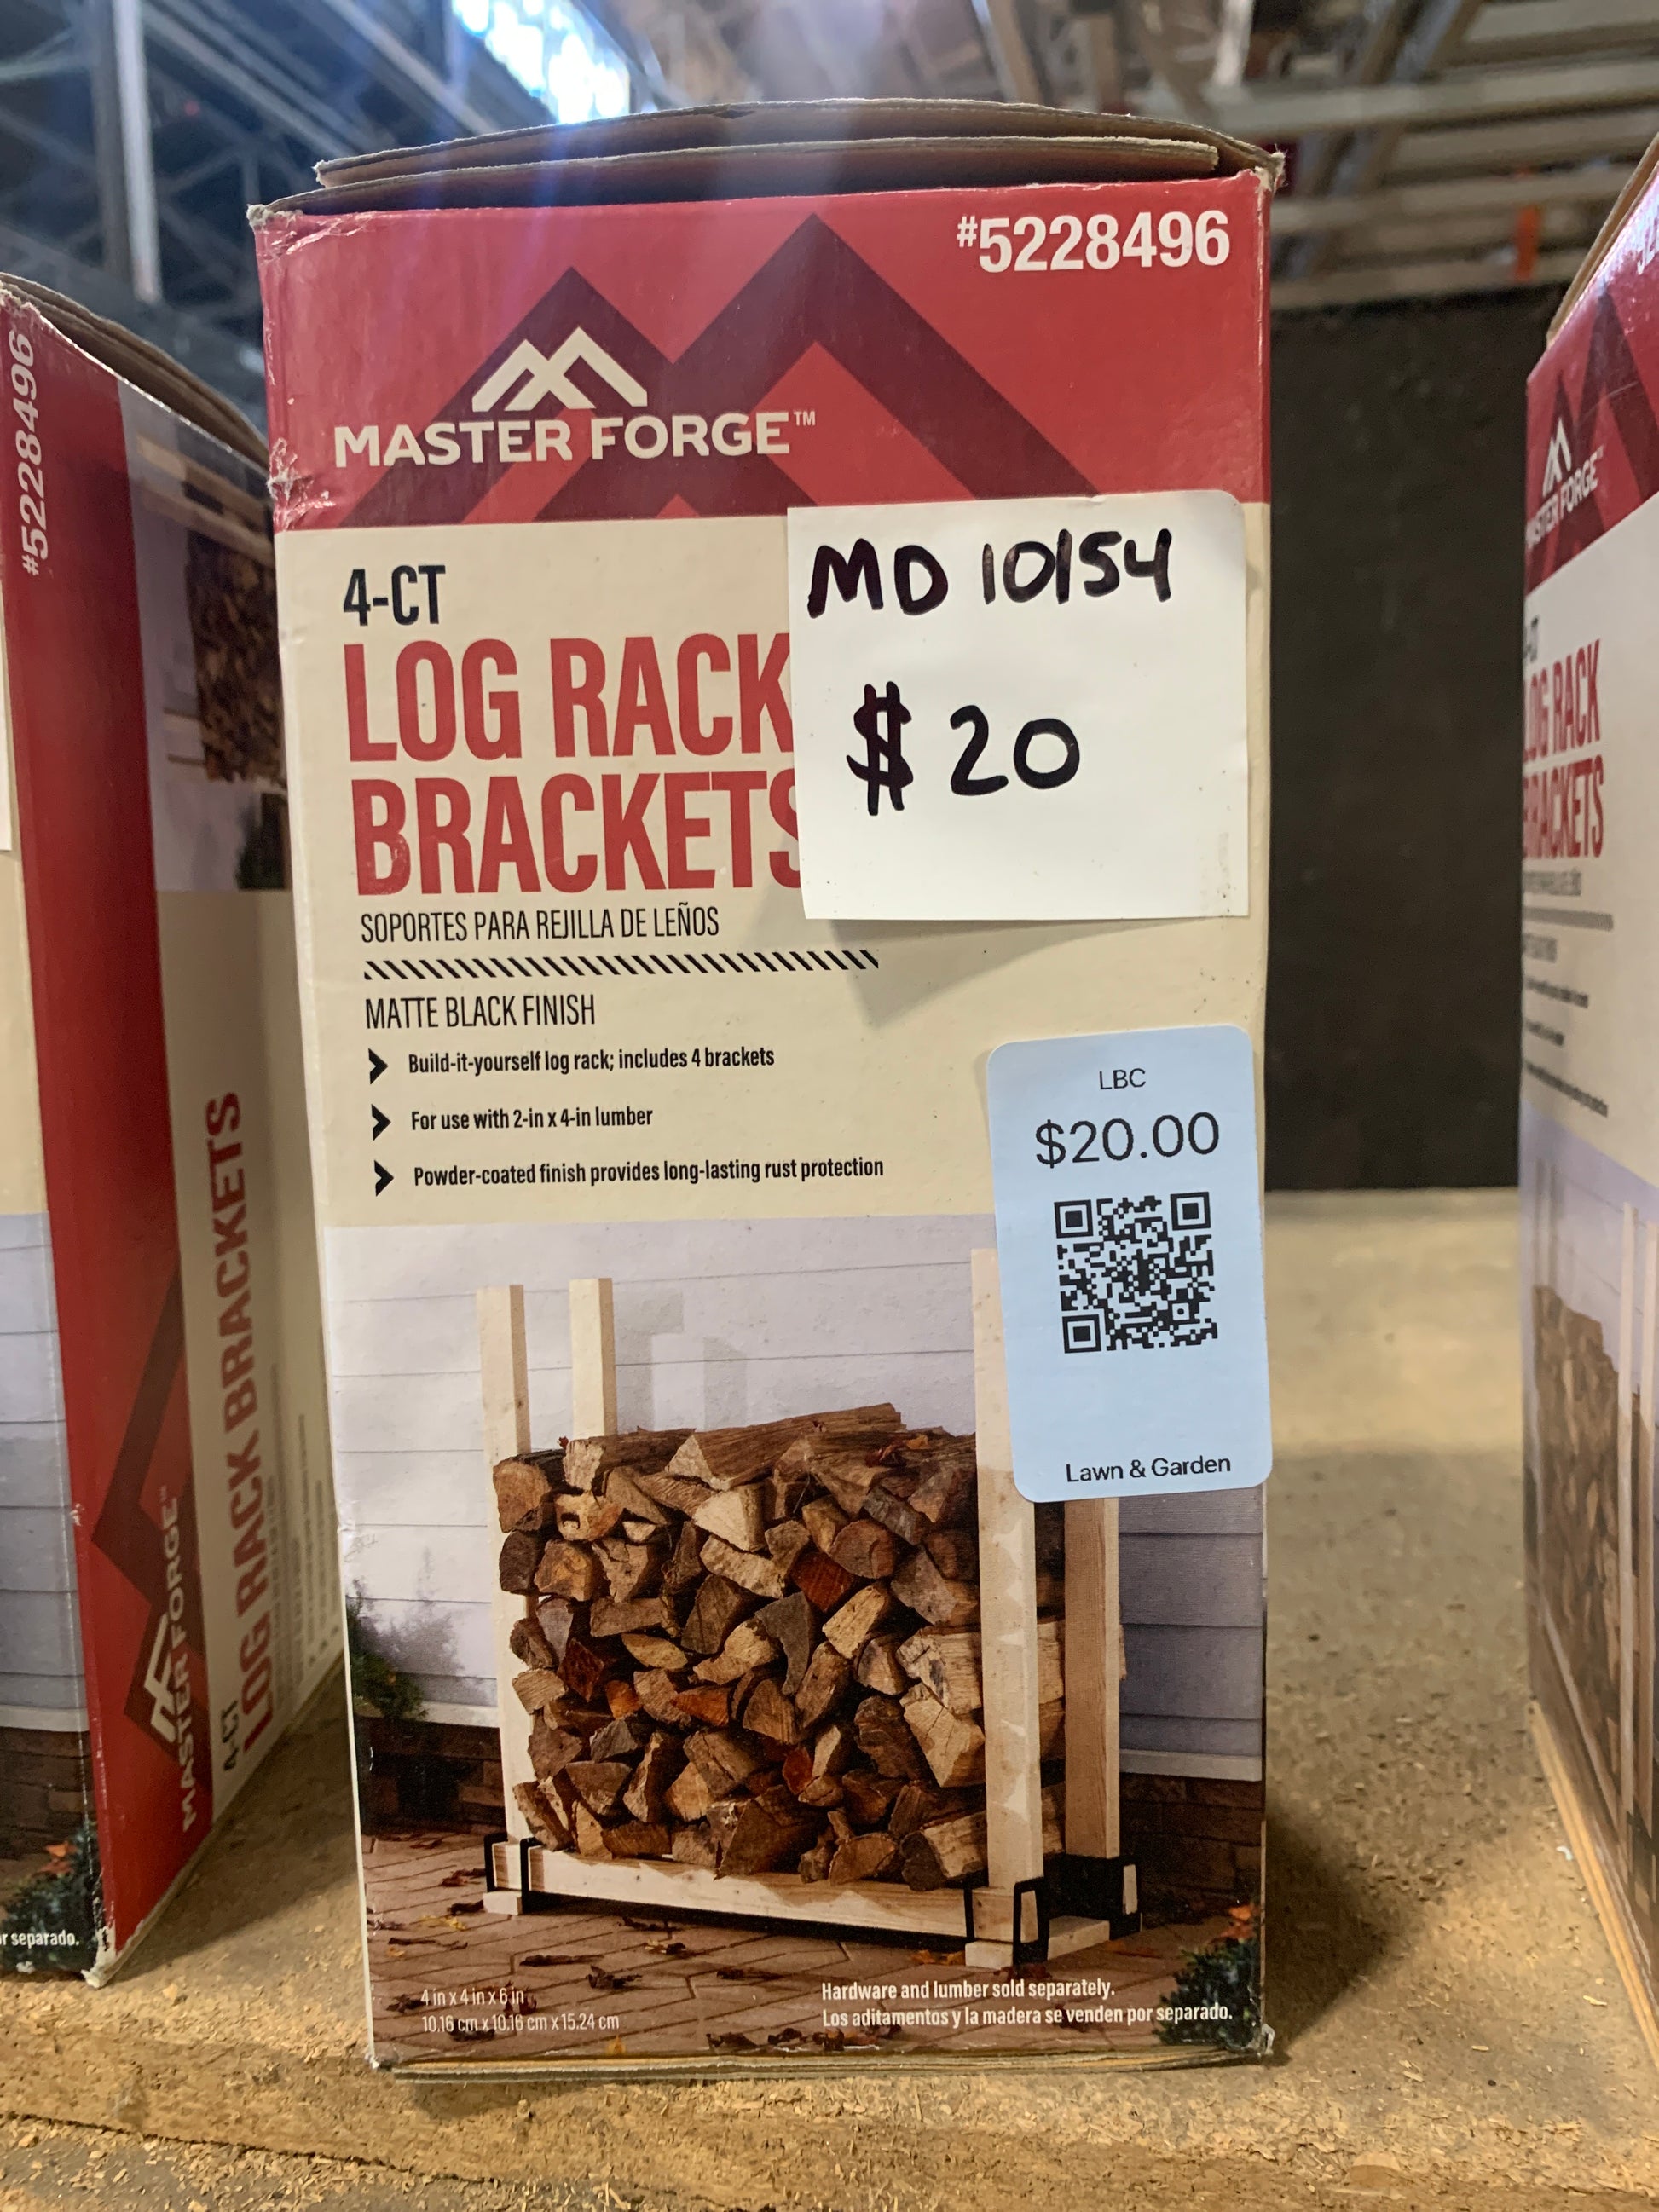 #5228496
MASTER FORGE™
4-CT
LOG RACK
BRACKETS
SOPORTES PARA REJILLA DE LEÑOS
MATTE BLACK FINISH
Build-it-yourself log rack; includes 4 brackets
For use with 2-in x 4-in lumber
Powder-coated finish provides long-lasting rust protection
MD 10154
$20
LBC
$20.00
Lawn & Garden
4 in x 4 in x 6 in
10.16 cm x 10.16 cm x 15.24 cm
Hardware and lumber sold separately.
Los aditamentos y la madera se venden por separado.
#5228496
MASTER FORGE™
4-CT
LOG RACK BRACKETS
separado.
MASTER FORGE
LOG RACK
BRACKETS